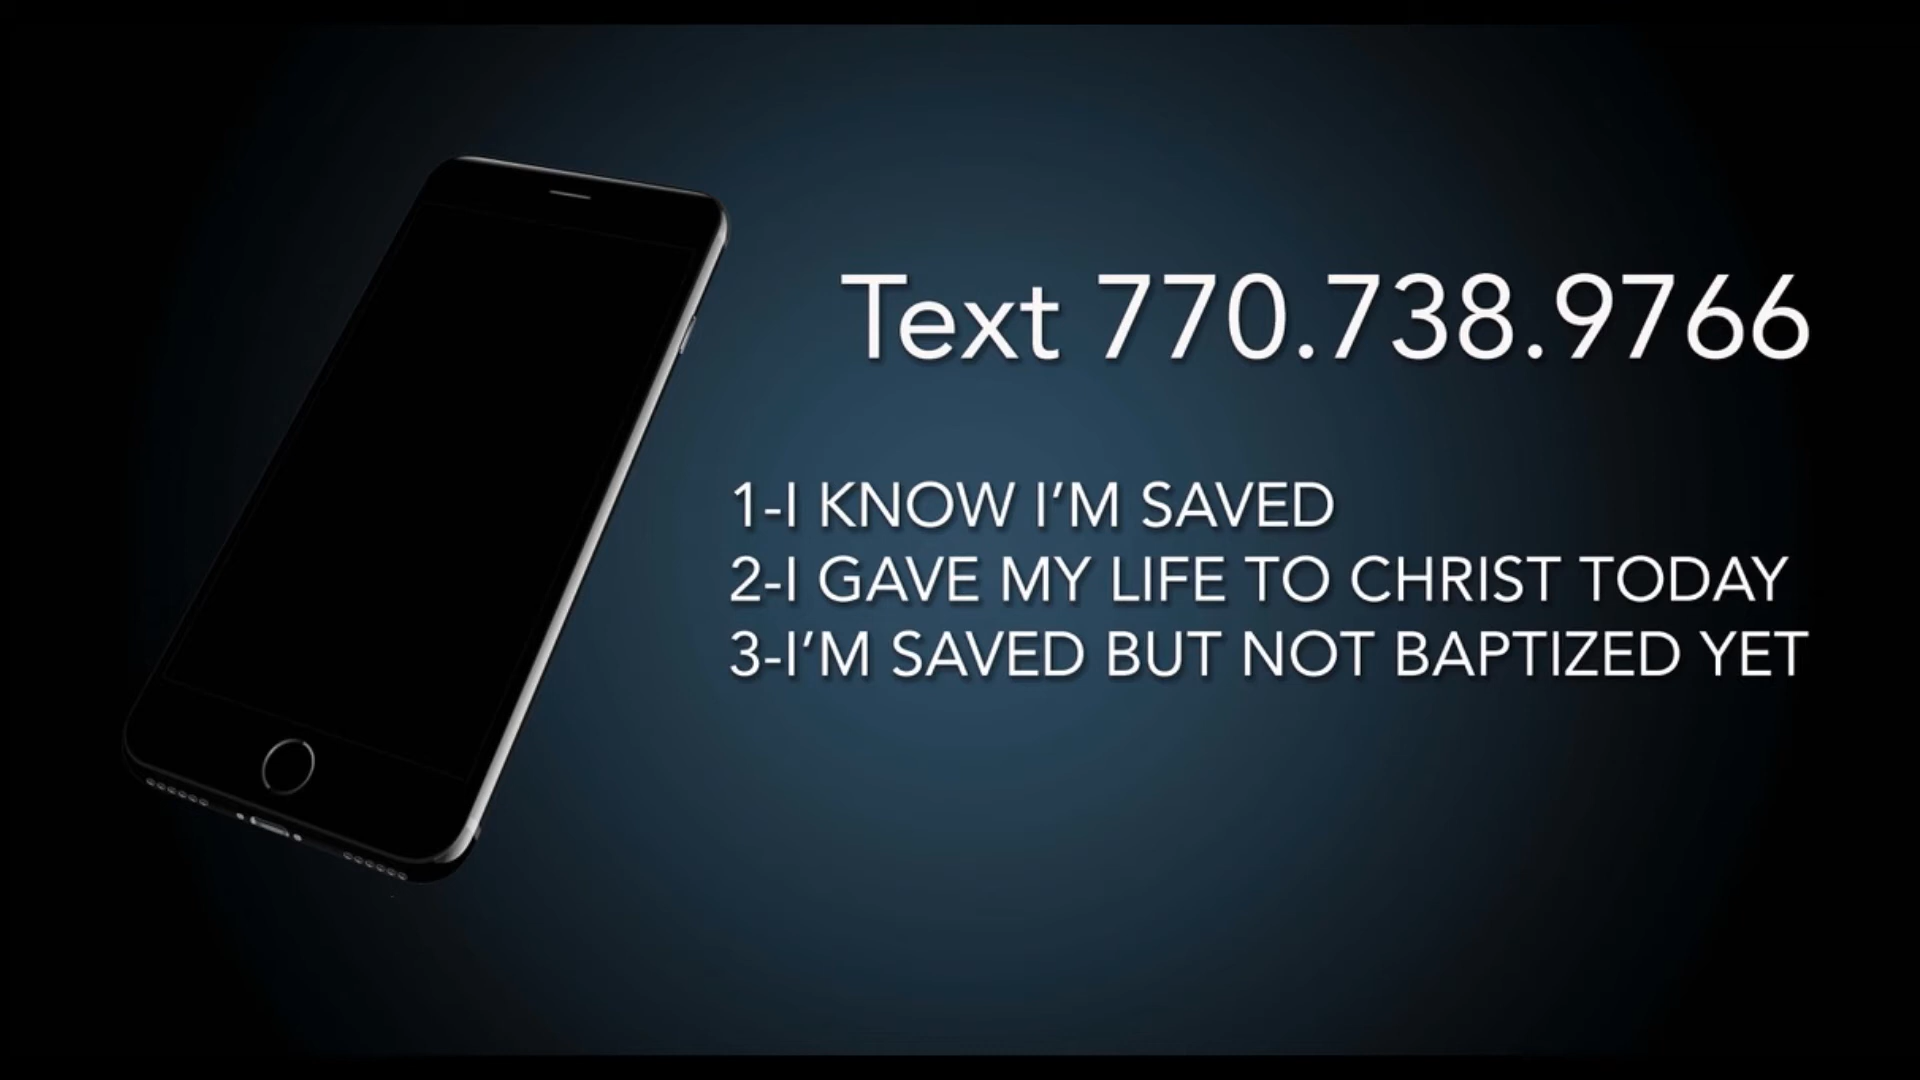 Text 770.738.9766
1-I KNOW I’M SAVED
2-I GAVE MY LIFE TO CHRIST TODAY
3-I’M SAVED BUT NOT BAPTIZED YET